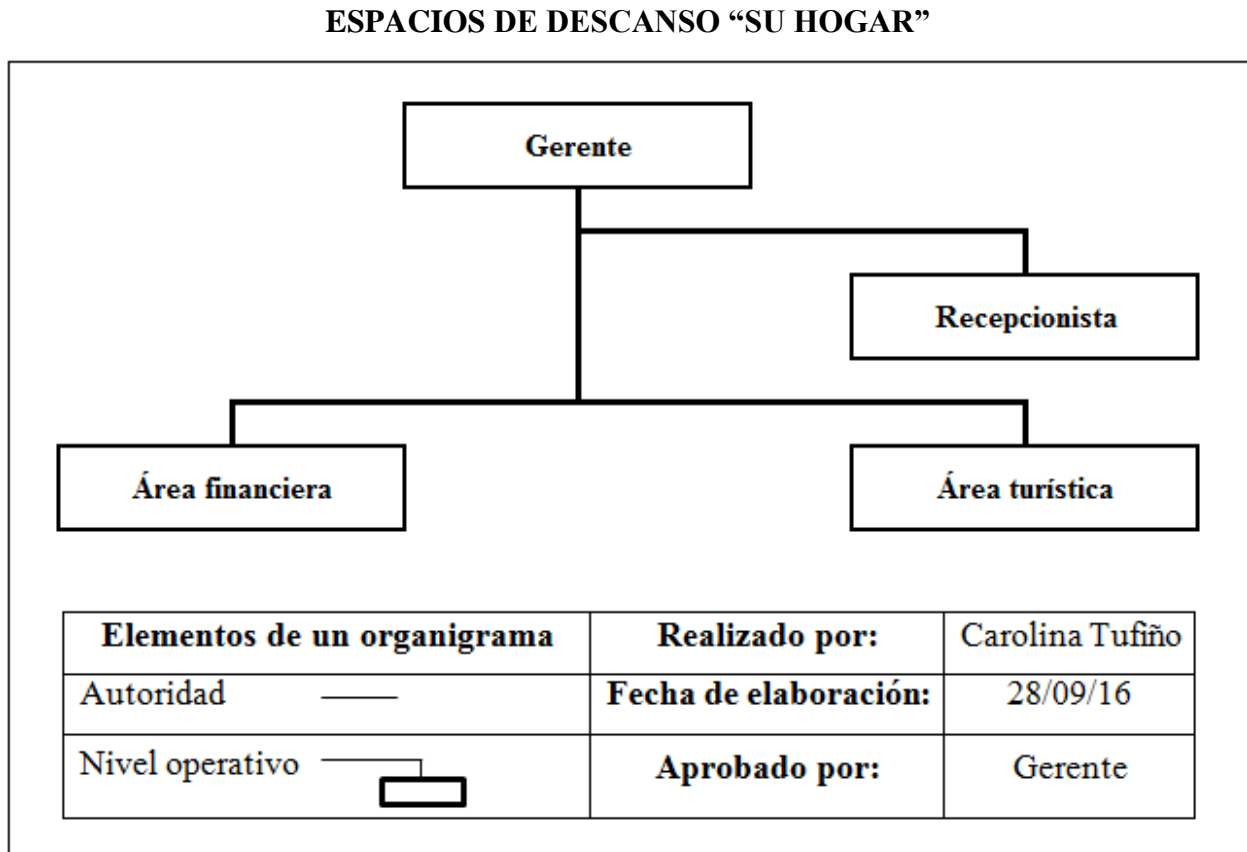 ESPACIOS DE DESCANSO “SU HOGAR”
Gerente
Recepcionista
Área financiera
Área turística
Elementos de un organigrama
Realizado por:
Carolina Tufiño
Autoridad
Fecha de elaboración:
28/09/16
Nivel operativo
Aprobado por:
Gerente